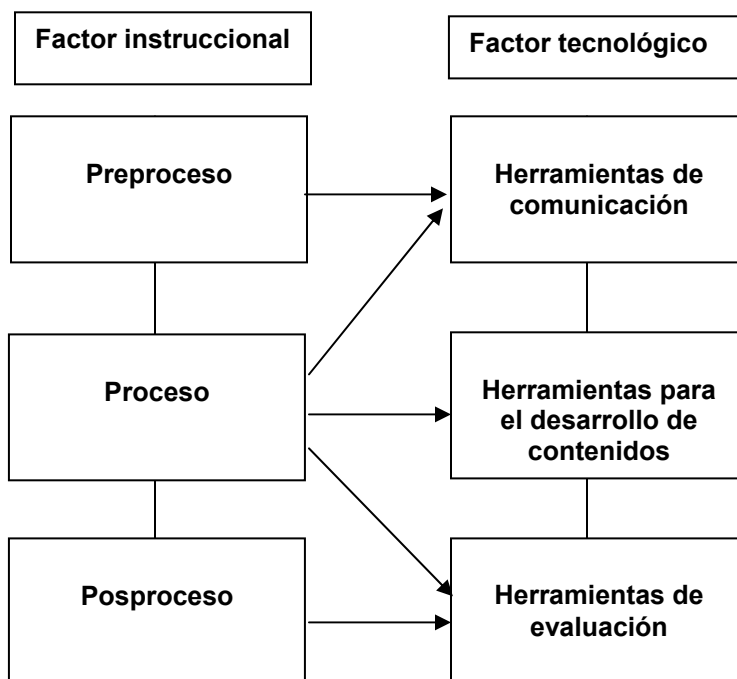 Factor instruccional
Factor tecnológico
Preproceso
Herramientas de
comunicación
Proceso
Herramientas para
el desarrollo de
contenidos
Posproceso
Herramientas de
evaluación